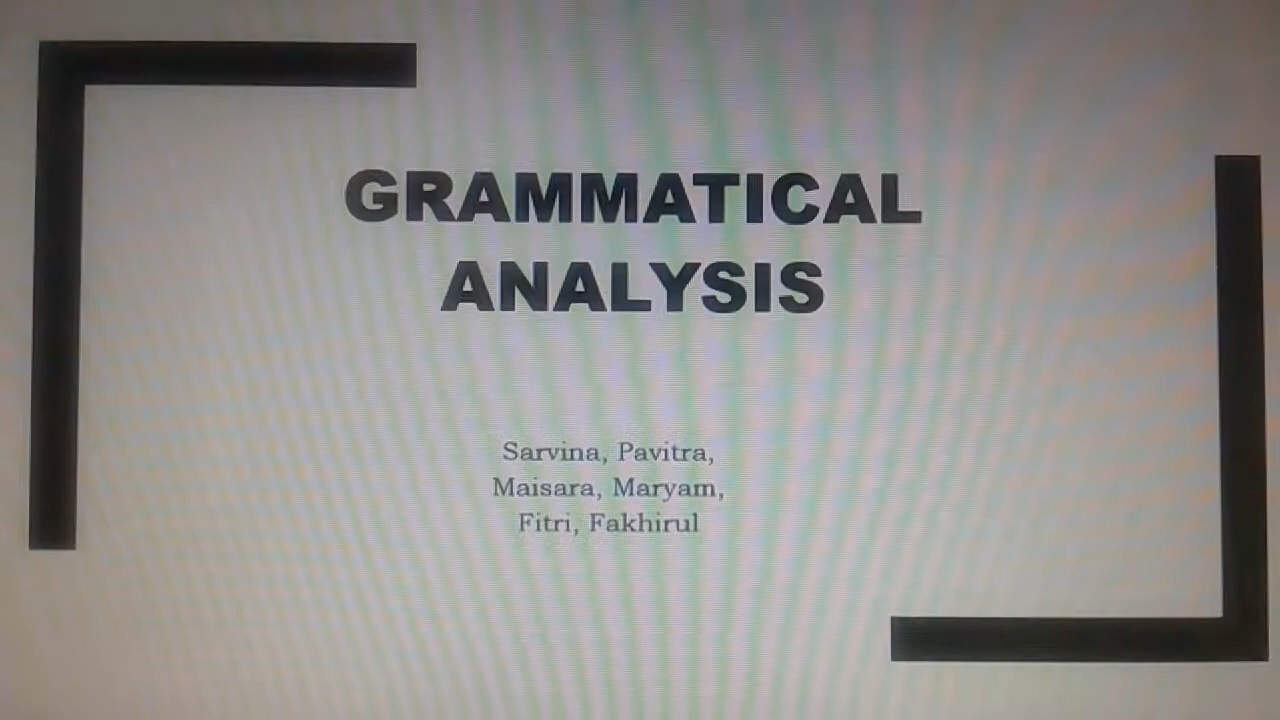 GRAMMATICAL
ANALYSIS
Sarvina, Pavitra,
Maisara, Maryam,
Fitri, Fakhirul